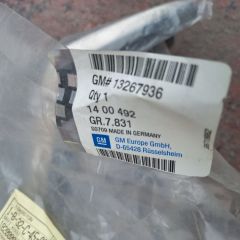 GM# 13267936
Qty 1
14 00 492
GR.7.831
S0709 MADE IN GERMANY
GM
GM Europe GmbH,
D-65428 Rüsselsheim